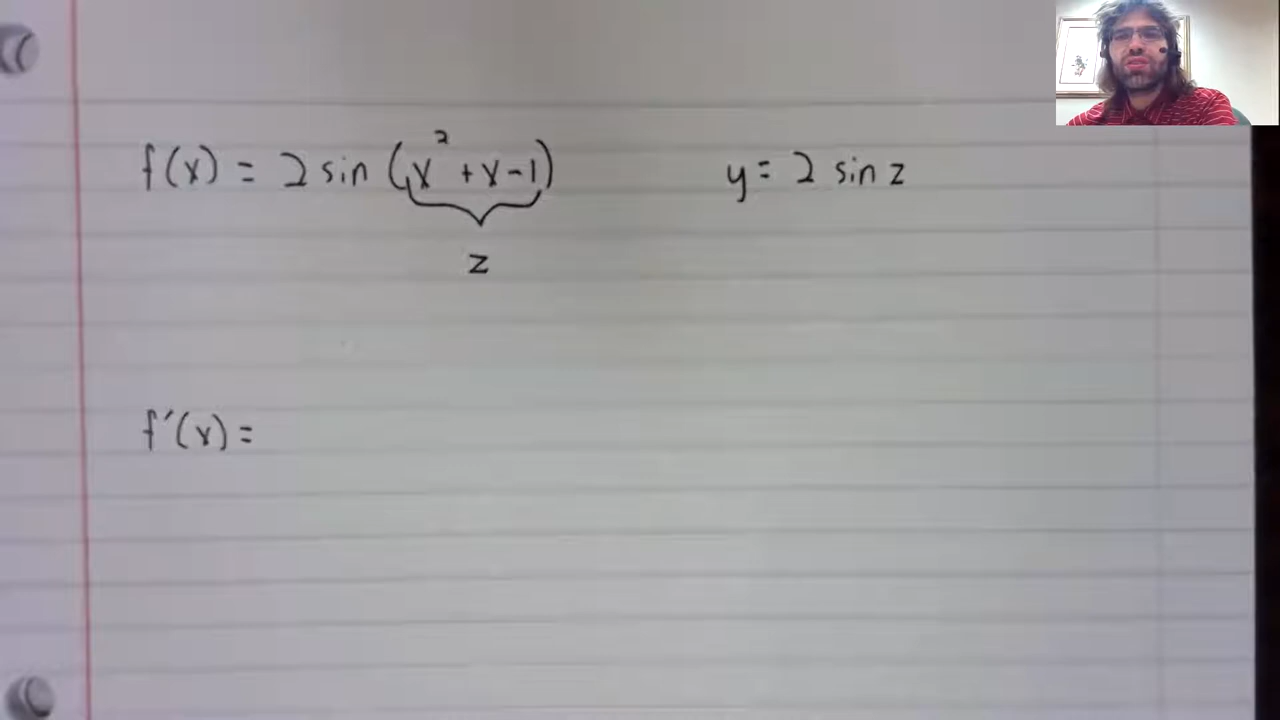 f(x) = 2 sin (x² + x - 1)    y = 2 sin z
z
f'(x) =